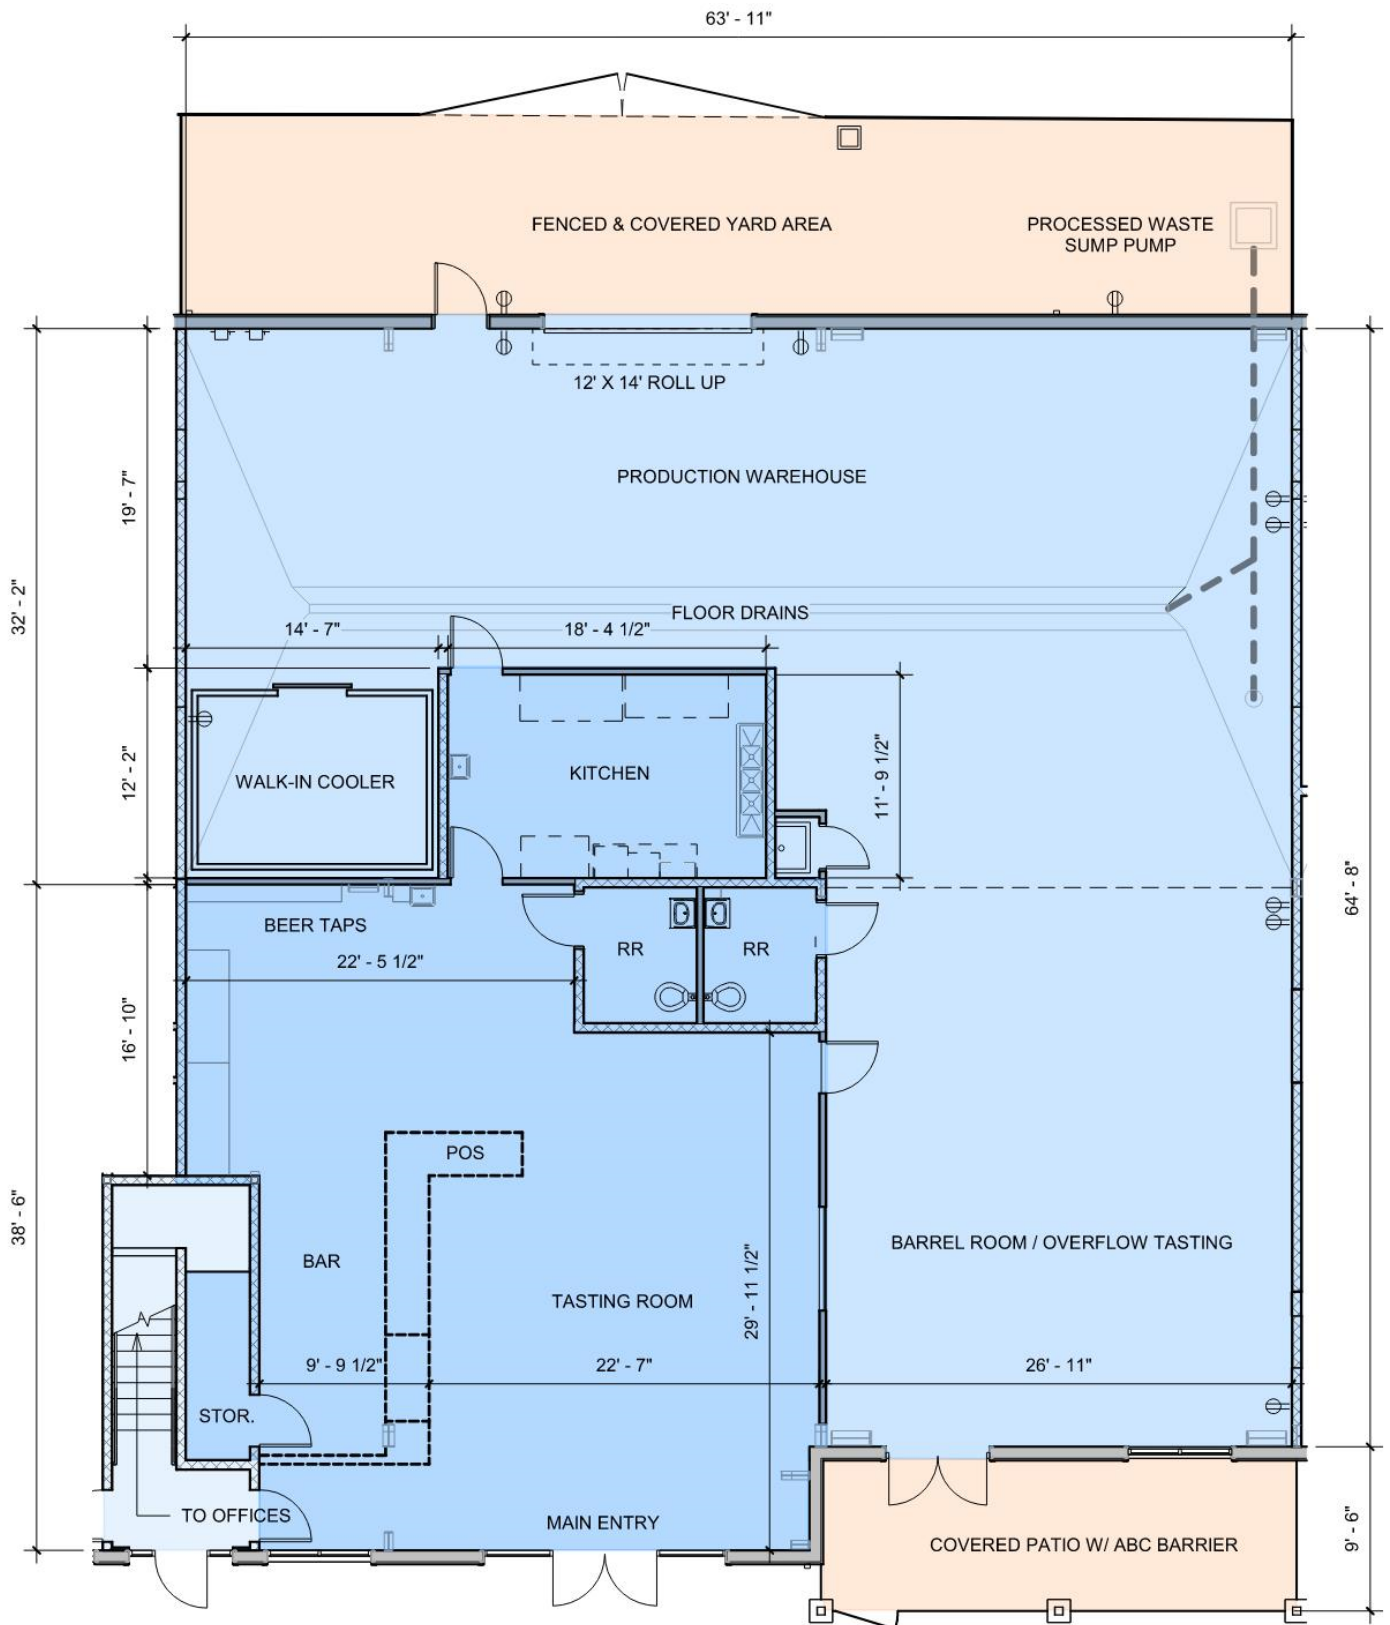 63' - 11"
FENCED & COVERED YARD AREA
PROCESSED WASTE
SUMP PUMP
12' X 14' ROLL UP
PRODUCTION WAREHOUSE
19' - 7"
32' - 2"
FLOOR DRAINS
14' - 7"
18' - 4 1/2"
12' - 2"
WALK-IN COOLER
KITCHEN
11' - 9 1/2"
64' - 8"
BEER TAPS
RR
RR
22' - 5 1/2"
16' - 10"
POS
38' - 6"
BAR
BARREL ROOM / OVERFLOW TASTING
TASTING ROOM
29' - 11 1/2"
9' - 9 1/2"
22' - 7"
26' - 11"
STOR.
TO OFFICES
MAIN ENTRY
COVERED PATIO W/ ABC BARRIER
9' - 6"